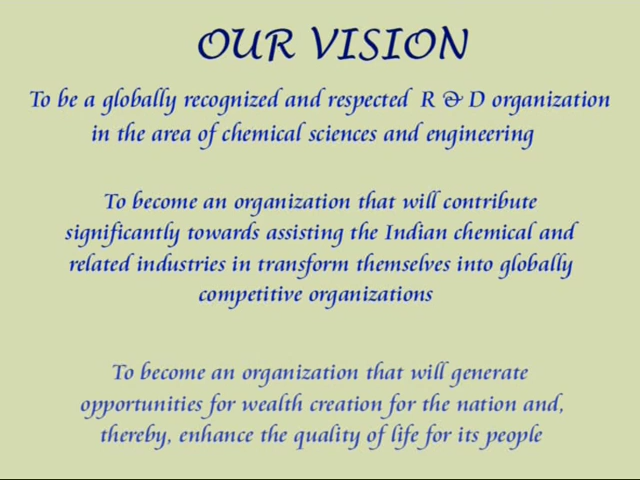 OUR VISION
To be a globally recognized and respected R & D organization
in the area of chemical sciences and engineering
To become an organization that will contribute
significantly towards assisting the Indian chemical and
related industries in transform themselves into globally
competitive organizations
To become an organization that will generate
opportunities for wealth creation for the nation and,
thereby, enhance the quality of life for its people